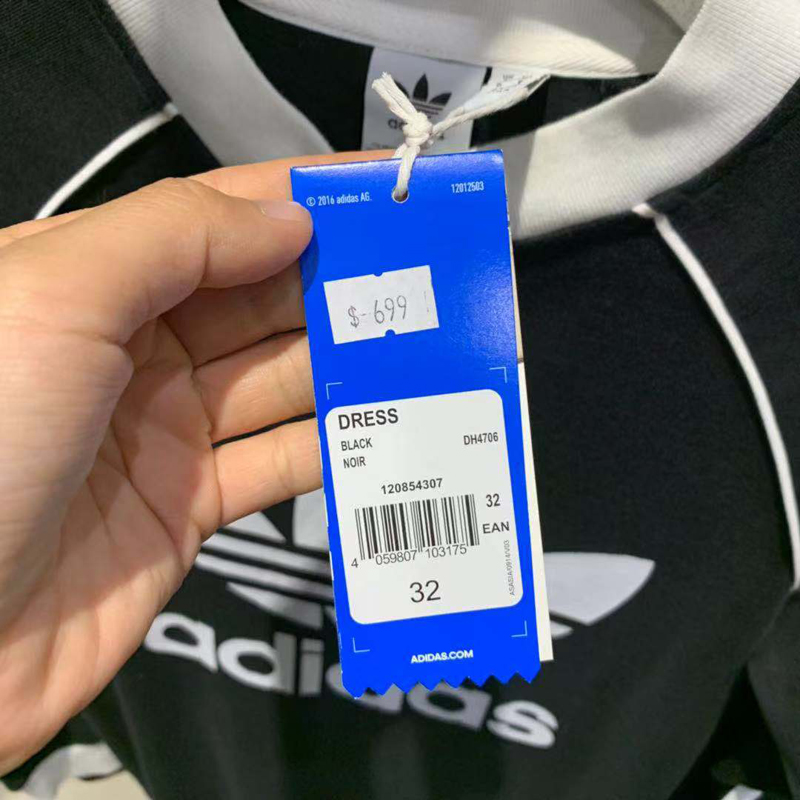 © 2016 adidas AG.
12012503
$-699
DRESS
BLACK
DH4706
NOIR
120854307
32
EAN
4 059807 103175
32
ADIDAS.COM
adidas